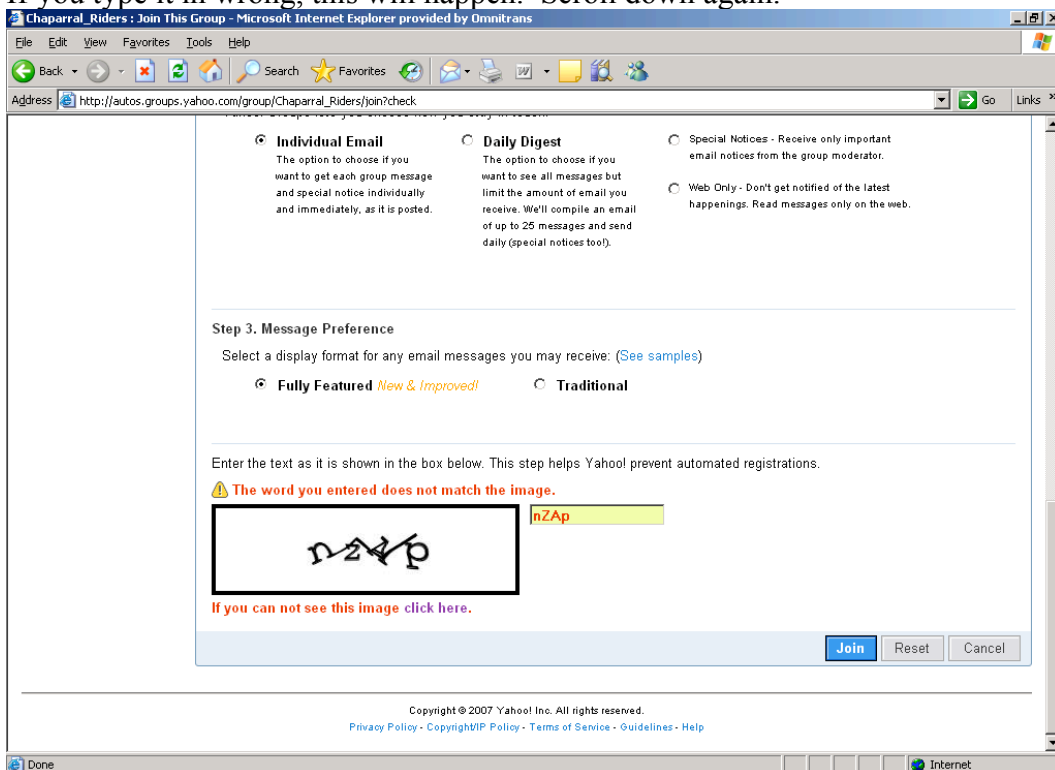 If you type it in wrong, this will happen. Scroll down again.
Chaparral_Riders : Join This Group - Microsoft Internet Explorer provided by Omnitrans
File Edit View Favorites Tools Help
Back Search Favorites
Address http://autos.groups.yahoo.com/group/Chaparral_Riders/join?check Go Links »
Individual Email
The option to choose if you
want to get each group message
and special notice individually
and immediately, as it is posted.
Daily Digest
The option to choose if you
want to see all messages but
limit the amount of email you
receive. We'll compile an email
of up to 25 messages and send
daily (special notices too!).
Special Notices - Receive only important
email notices from the group moderator.
Web Only - Don't get notified of the latest
happenings. Read messages only on the web.
Step 3. Message Preference
Select a display format for any email messages you may receive: (See samples)
Fully Featured New & Improved! Traditional
Enter the text as it is shown in the box below. This step helps Yahoo! prevent automated registrations.
The word you entered does not match the image.
nZAp
If you can not see this image click here.
Join Reset Cancel
Copyright © 2007 Yahoo! Inc. All rights reserved.
Privacy Policy - Copyright/IP Policy - Terms of Service - Guidelines - Help
Done Internet